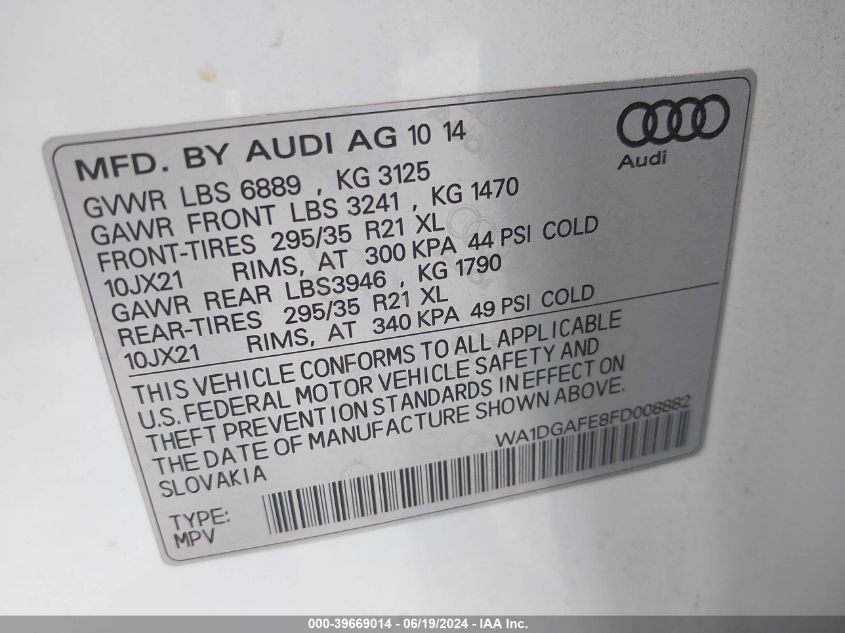 MFD. BY AUDI AG 10 14
Audi
GVWR LBS 6889 , KG 3125
GAWR FRONT LBS 3241 , KG 1470
FRONT-TIRES 295/35 R21 XL
10JX21 RIMS, AT 300 KPA 44 PSI COLD
GAWR REAR LBS3946 , KG 1790
REAR-TIRES 295/35 R21 XL
10JX21 RIMS, AT 340 KPA 49 PSI COLD
THIS VEHICLE CONFORMS TO ALL APPLICABLE
U.S. FEDERAL MOTOR VEHICLE SAFETY AND
THEFT PREVENTION STANDARDS IN EFFECT ON
THE DATE OF MANUFACTURE SHOWN ABOVE.
SLOVAKIA WA1DGAFE8FD008882
TYPE:
MPV
000-39669014 - 06/19/2024 - IAA Inc.